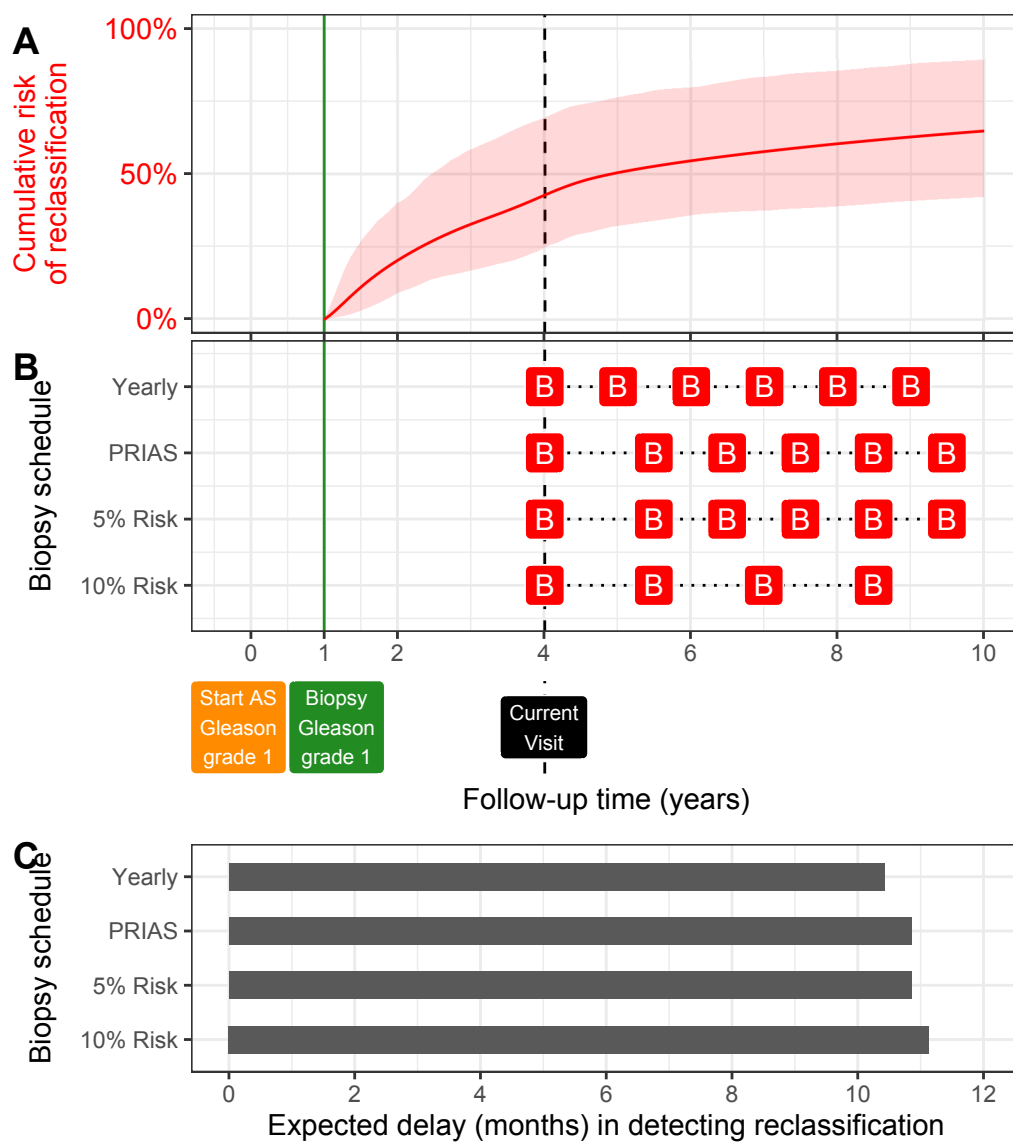 A
Cumulative risk
of reclassification
100%
50%
0%
B
Biopsy schedule
Yearly
B B B B B B
PRIAS
B B B B B B
5% Risk
B B B B B B
10% Risk
B B B B
0 1 2 4 6 8 10
Start AS
Gleason
grade 1
Biopsy
Gleason
grade 1
Current
Visit
Follow-up time (years)
C
Biopsy schedule
Yearly
PRIAS
5% Risk
10% Risk
0 2 4 6 8 10 12
Expected delay (months) in detecting reclassification